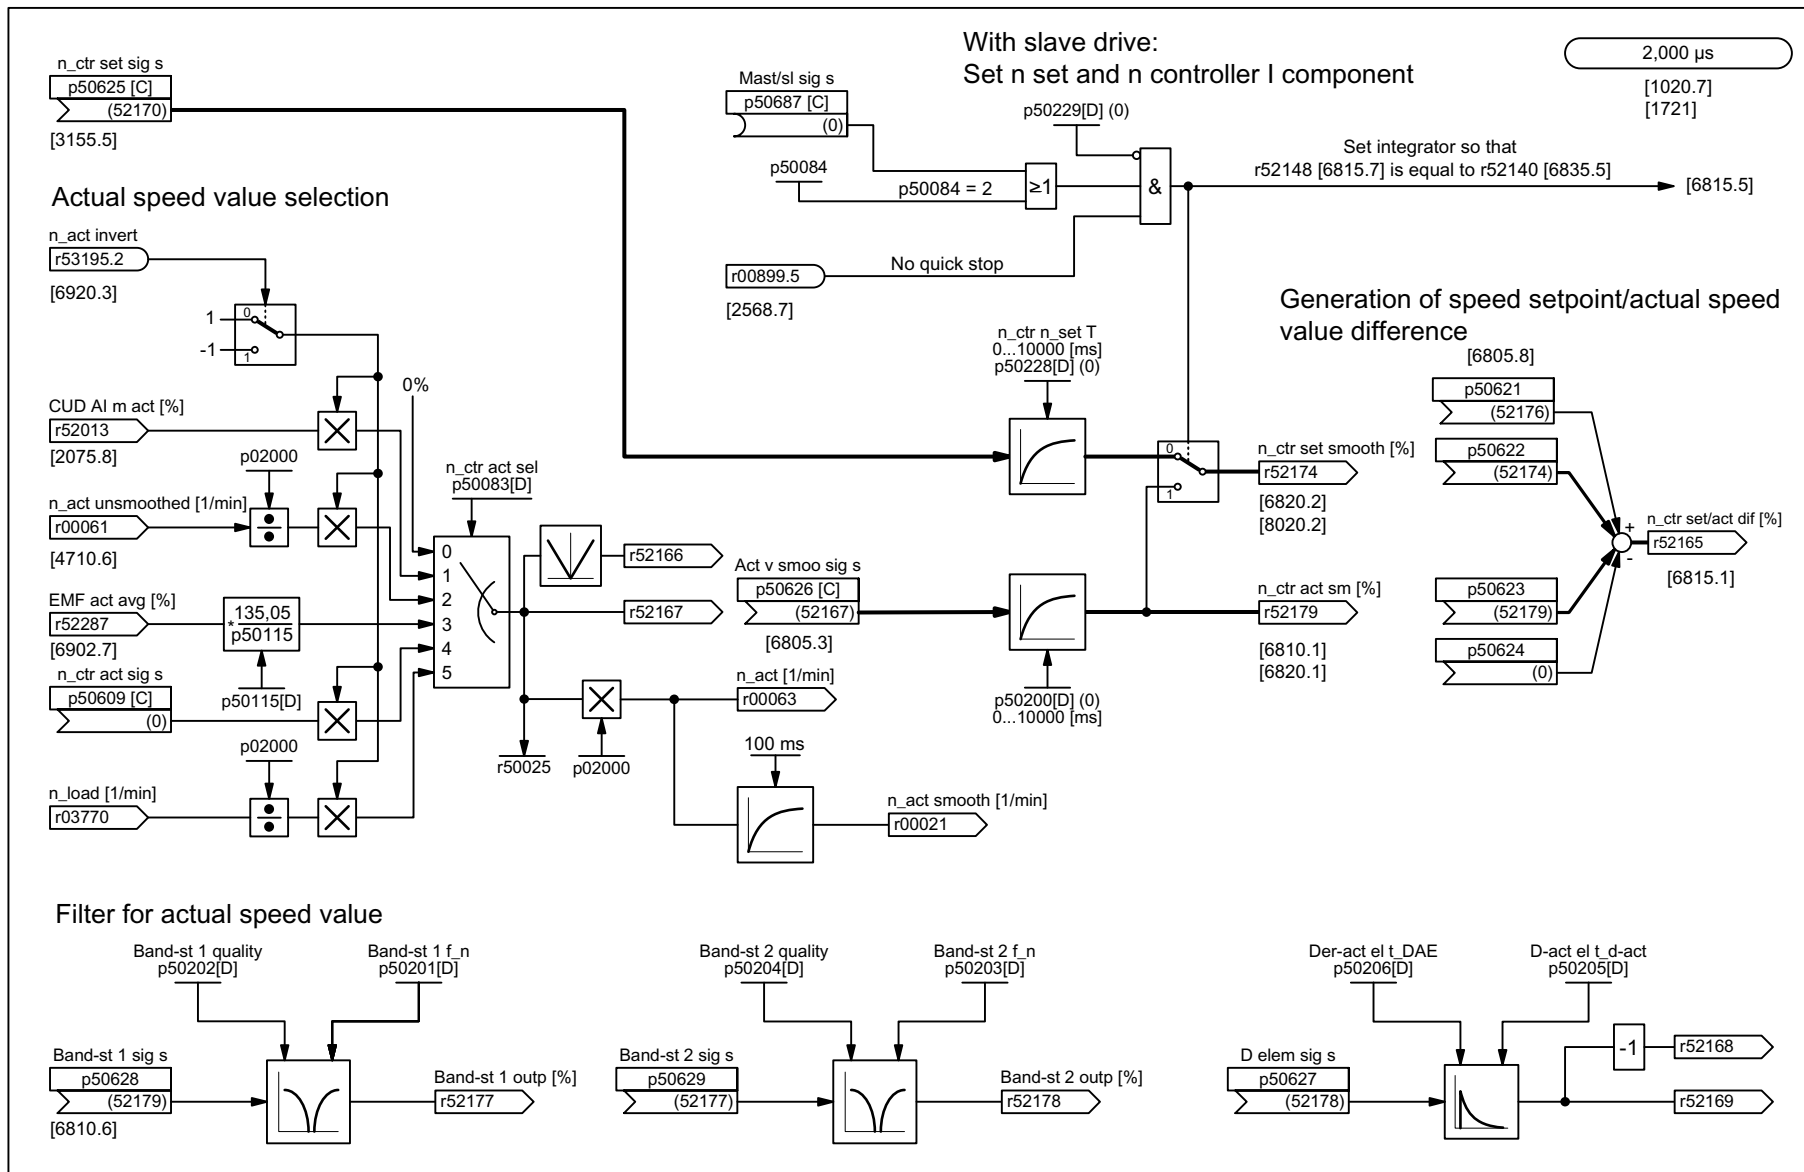 With slave drive:
Set n set and n controller I component
2,000 µs
[1020.7]
[1721]
n_ctr set sig s
p50625 [C]
(52170)
[3155.5]
Mast/sl sig s
p50687 [C]
(0)
p50229[D] (0)
p50084
p50084 = 2
≥1
&
Set integrator so that
r52148 [6815.7] is equal to r52140 [6835.5]
[6815.5]
r00899.5
No quick stop
[2568.7]
Actual speed value selection
n_act invert
r53195.2
[6920.3]
1
0
-1
1
0%
CUD AI m act [%]
r52013
[2075.8]
p02000
n_act unsmoothed [1/min]
r00061
[4710.6]
EMF act avg [%]
r52287
[6902.7]
* 135,05
p50115
p50115[D]
n_ctr act sig s
p50609 [C]
(0)
p02000
n_load [1/min]
r03770
n_ctr act sel
p50083[D]
0
1
2
3
4
5
r52166
r52167
r50025
p02000
n_act [1/min]
r00063
100 ms
n_act smooth [1/min]
r00021
Act v smoo sig s
p50626 [C]
(52167)
[6805.3]
n_ctr n_set T
0...10000 [ms]
p50228[D] (0)
p50200[D] (0)
0...10000 [ms]
0
1
n_ctr set smooth [%]
r52174
[6820.2]
[8020.2]
n_ctr act sm [%]
r52179
[6810.1]
[6820.1]
Generation of speed setpoint/actual speed
value difference
[6805.8]
p50621
(52176)
p50622
(52174)
p50623
(52179)
p50624
(0)
+
-
n_ctr set/act dif [%]
r52165
[6815.1]
Filter for actual speed value
Band-st 1 quality
p50202[D]
Band-st 1 f_n
p50201[D]
Band-st 1 sig s
p50628
(52179)
[6810.6]
Band-st 1 outp [%]
r52177
Band-st 2 quality
p50204[D]
Band-st 2 f_n
p50203[D]
Band-st 2 sig s
p50629
(52177)
Band-st 2 outp [%]
r52178
Der-act el t_DAE
p50206[D]
D-act el t_d-act
p50205[D]
D elem sig s
p50627
(52178)
-1
r52168
r52169